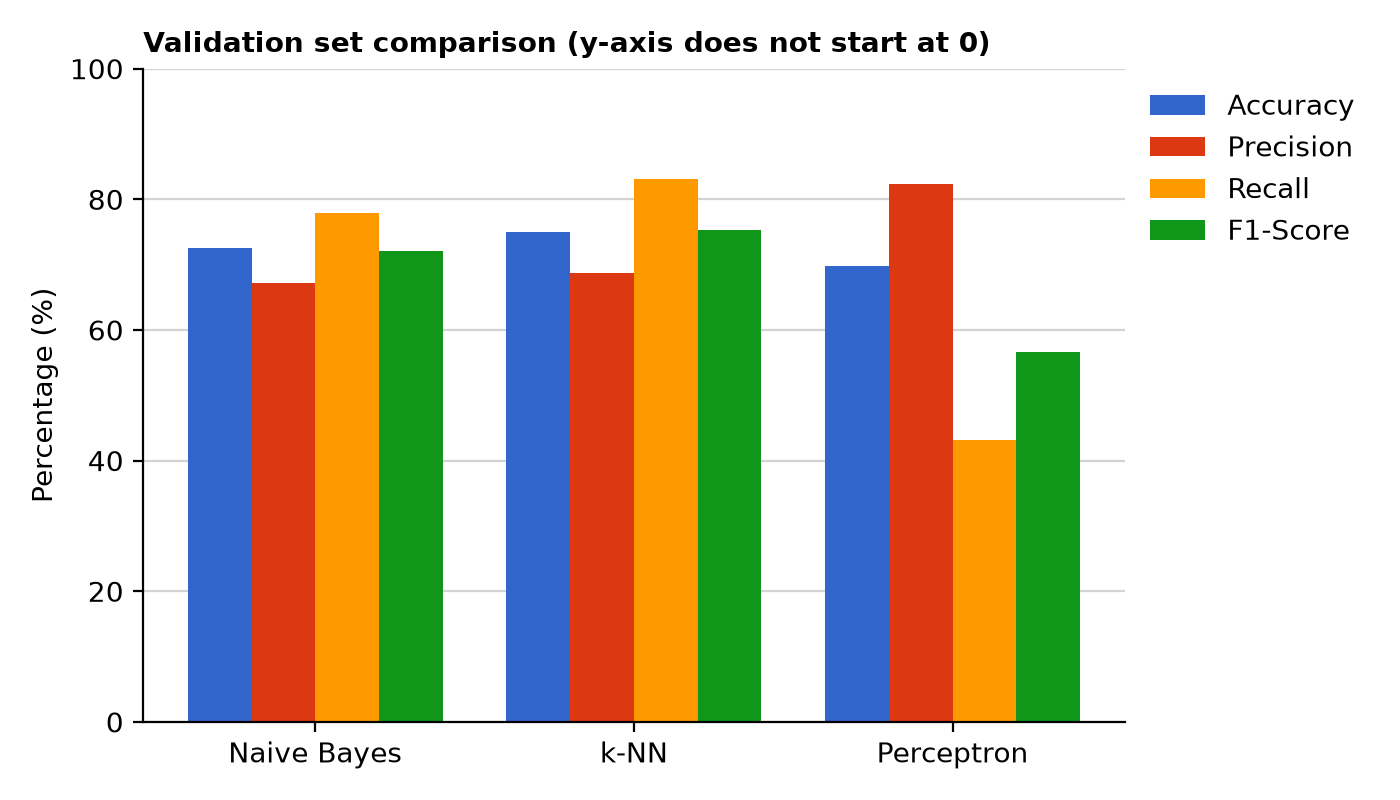 Validation set comparison (y-axis does not start at 0)
100
80
60
40
20
0
Percentage (%)
Naive Bayes
k-NN
Perceptron
Accuracy
Precision
Recall
F1-Score